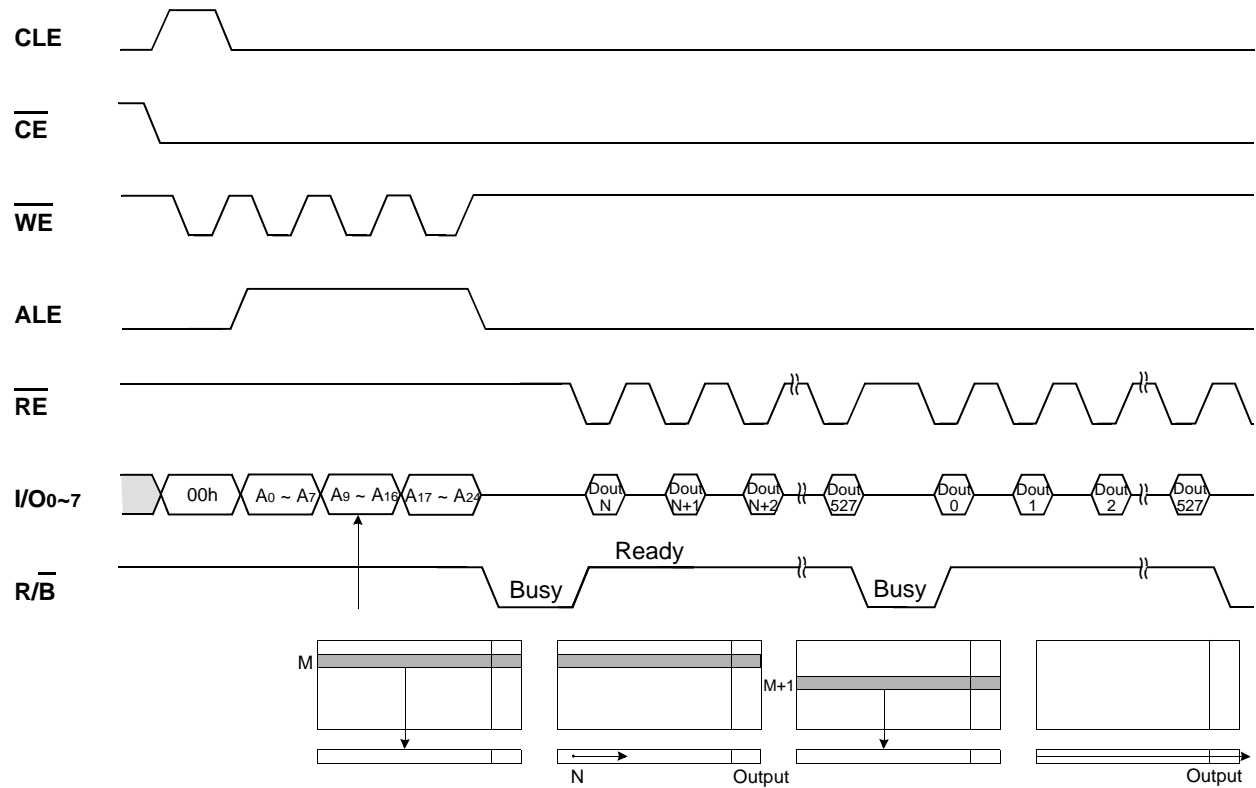 CLE
CE
WE
ALE
RE
I/O0~7 00h A0 ~ A7 A9 ~ A16 A17 ~ A24 Dout N Dout N+1 Dout N+2 Dout 527 Dout 0 Dout 1 Dout 2 Dout 527
Ready
R/B Busy Busy
M
M+1
N Output Output